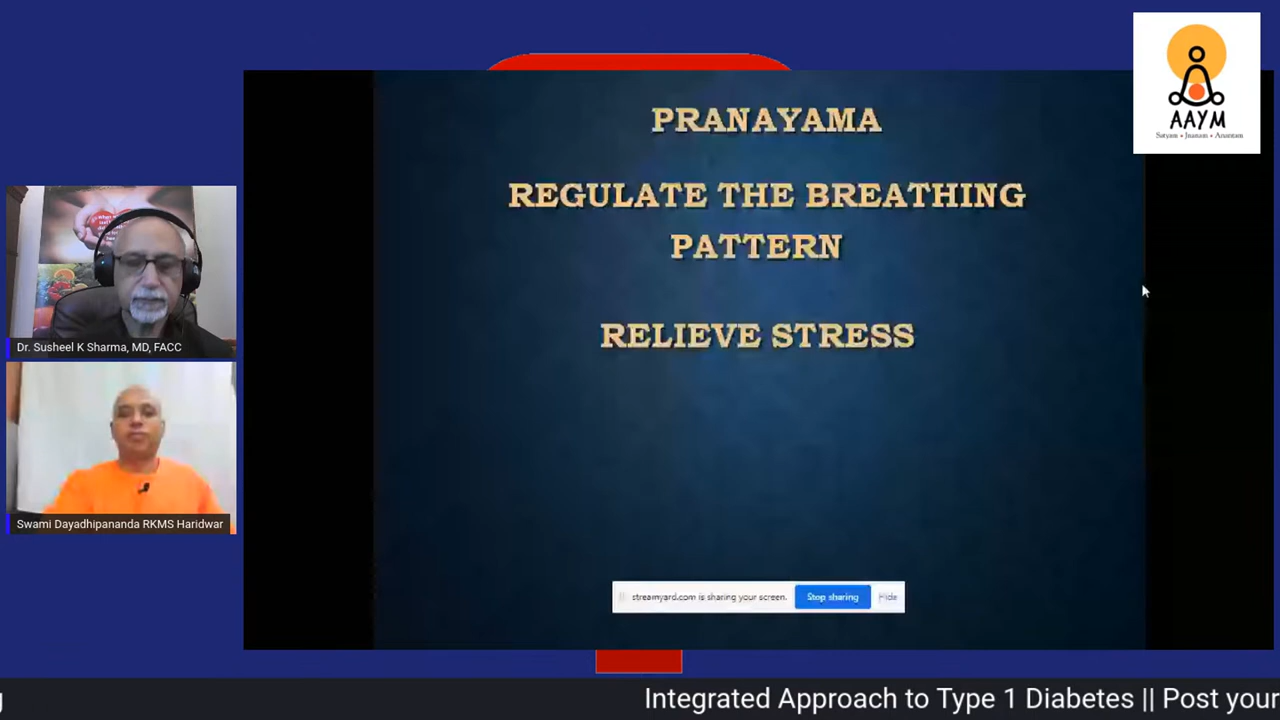 PRANAYAMA
REGULATE THE BREATHING
PATTERN
RELIEVE STRESS
AAYM
Satyam • Jnanam • Anantam
Dr. Susheel K Sharma, MD, FACC
Swami Dayadhipananda RKMS Haridwar
streamyard.com is sharing your screen. Stop sharing Hide
Integrated Approach to Type 1 Diabetes || Post your